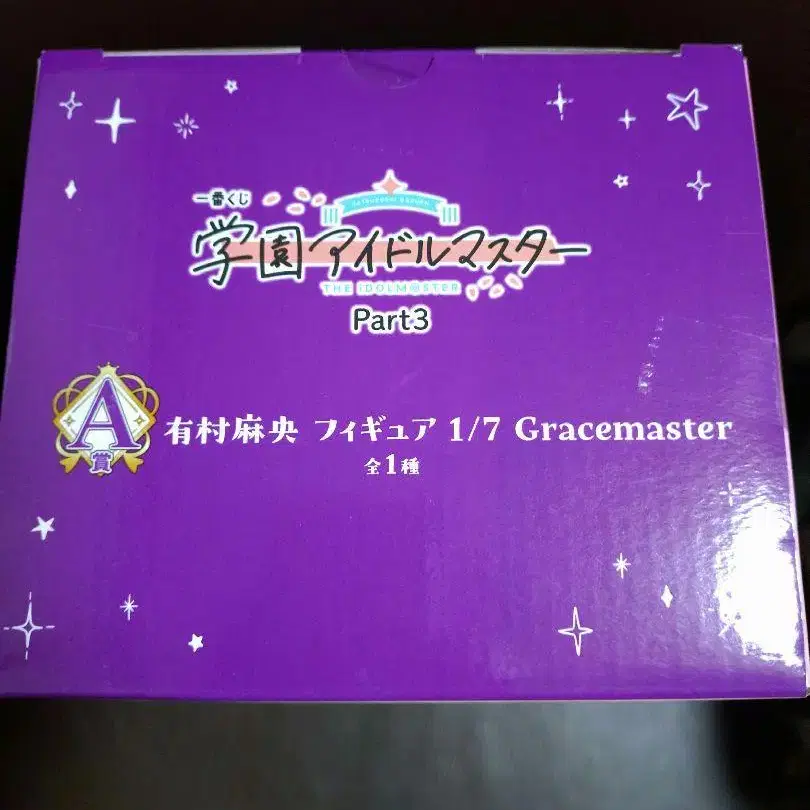 一番くじ
HATSUBOSHI GAKUEN
学園アイドルマスター
THE iDOLM@STER
Part3
A賞
有村麻央 フィギュア 1/7 Gracemaster
全1種